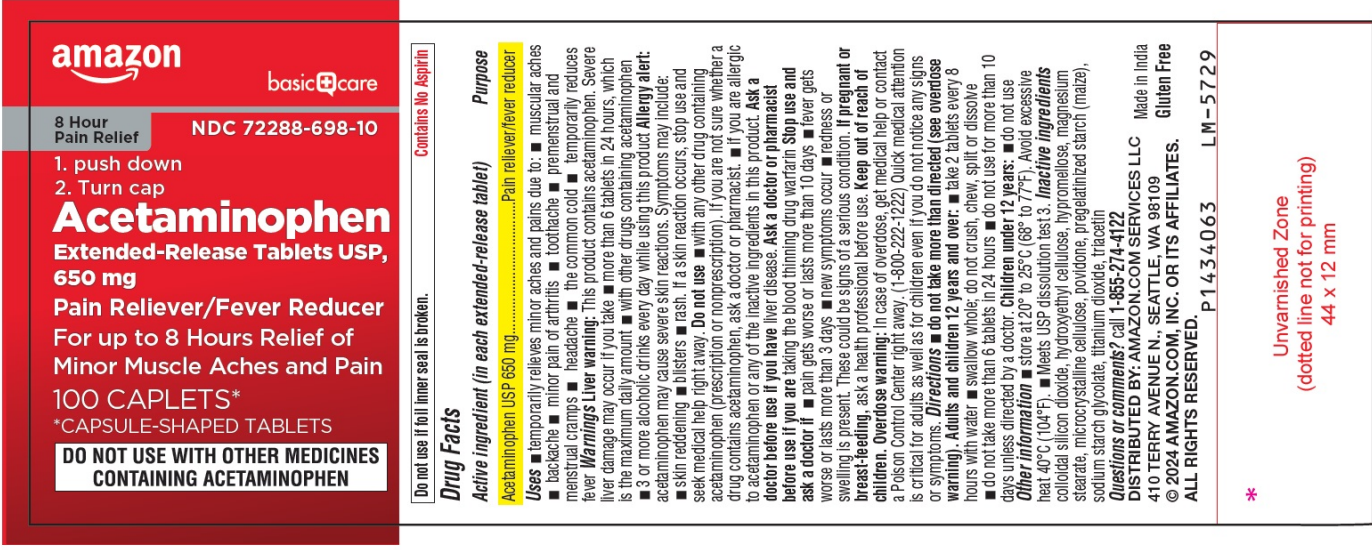 amazon
basic care
8 Hour
Pain Relief
NDC 72288-698-10
1. push down
2. Turn cap
Acetaminophen
Extended-Release Tablets USP,
650 mg
Pain Reliever/Fever Reducer
For up to 8 Hours Relief of
Minor Muscle Aches and Pain
100 CAPLETS*
*CAPSULE-SHAPED TABLETS
DO NOT USE WITH OTHER MEDICINES
CONTAINING ACETAMINOPHEN
Do not use if foil inner seal is broken. Contains No Aspirin
Drug Facts
Active ingredient (in each extended-release tablet) Purpose
Acetaminophen USP 650 mg..............................Pain reliever/fever reducer
Uses ■ temporarily relieves minor aches and pains due to: ■ muscular aches
■ backache ■ minor pain of arthritis ■ toothache ■ premenstrual and
menstrual cramps ■ headache ■ the common cold ■ temporarily reduces
fever Warnings Liver warning: This product contains acetaminophen. Severe
liver damage may occur if you take ■ more than 6 tablets in 24 hours, which
is the maximum daily amount ■ with other drugs containing acetaminophen
■ 3 or more alcoholic drinks every day while using this product Allergy alert:
acetaminophen may cause severe skin reactions. Symptoms may include:
■ skin reddening ■ blisters ■ rash. If a skin reaction occurs, stop use and
seek medical help right away. Do not use ■ with any other drug containing
acetaminophen (prescription or nonprescription). If you are not sure whether a
drug contains acetaminophen, ask a doctor or pharmacist. ■ if you are allergic
to acetaminophen or any of the inactive ingredients in this product. Ask a
doctor before use if you have liver disease. Ask a doctor or pharmacist
before use if you are taking the blood thinning drug warfarin Stop use and
ask a doctor if ■ pain gets worse or lasts more than 10 days ■ fever gets
worse or lasts more than 3 days ■ new symptoms occur ■ redness or
swelling is present. These could be signs of a serious condition. If pregnant or
breast-feeding, ask a health professional before use. Keep out of reach of
children. Overdose warning: In case of overdose, get medical help or contact
a Poison Control Center right away. (1-800-222-1222) Quick medical attention
is critical for adults as well as for children even if you do not notice any signs
or symptoms. Directions ■ do not take more than directed (see overdose
warning). Adults and children 12 years and over: ■ take 2 tablets every 8
hours with water ■ swallow whole; do not crush, chew, split or dissolve
■ do not take more than 6 tablets in 24 hours ■ do not use for more than 10
days unless directed by a doctor. Children under 12 years: ■ do not use
Other information ■ store at 20° to 25°C (68° to 77°F). Avoid excessive
heat 40°C (104°F). ■ Meets USP dissolution test 3. Inactive ingredients
colloidal silicon dioxide, hydroxyethyl cellulose, hypromellose, magnesium
stearate, microcrystalline cellulose, povidone, pregelatinized starch (maize),
sodium starch glycolate, titanium dioxide, triacetin
Questions or comments? call 1-855-274-4122
DISTRIBUTED BY: AMAZON.COM SERVICES LLC
410 TERRY AVENUE N., SEATTLE, WA 98109
© 2024 AMAZON.COM, INC. OR ITS AFFILIATES.
ALL RIGHTS RESERVED.
Made in India
Gluten Free
P1434063 LM-5729
Unvarnished Zone
(dotted line not for printing)
44 x 12 mm
*